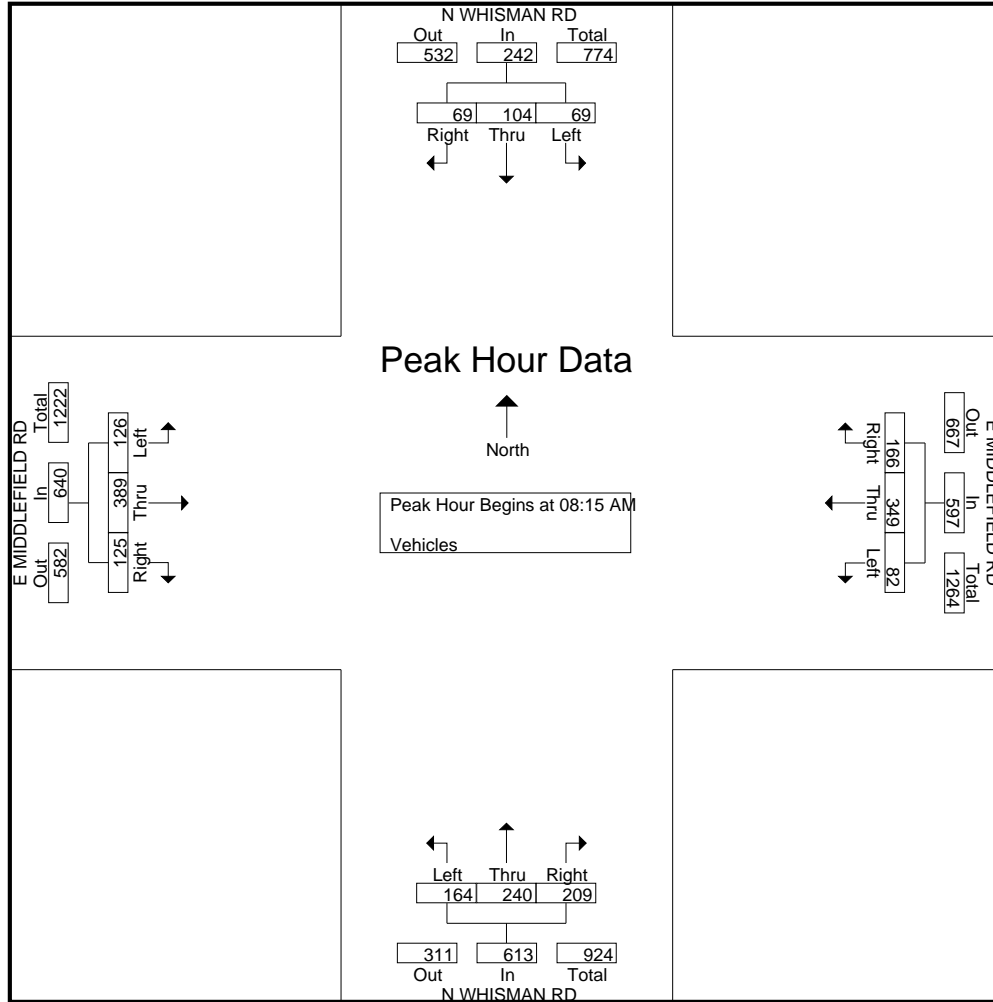 N WHISMAN RD
Out In Total
532 242 774
69 104 69
Right Thru Left
Peak Hour Data
North
Peak Hour Begins at 08:15 AM
Vehicles
E MIDDLEFIELD RD
Out In Total
582 640 1222
125 389 126
Right Thru Left
E MIDDLEFIELD RD
Out In Total
667 597 1264
166 349 82
Right Thru Left
Left Thru Right
164 240 209
311 613 924
Out In Total
N WHISMAN RD